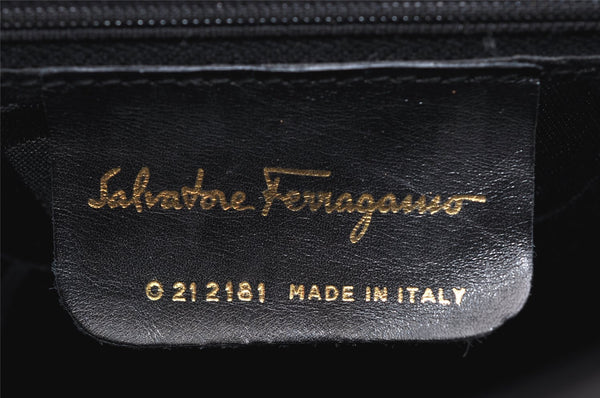 Salvatore Ferragamo
O 21 2181 MADE IN ITALY